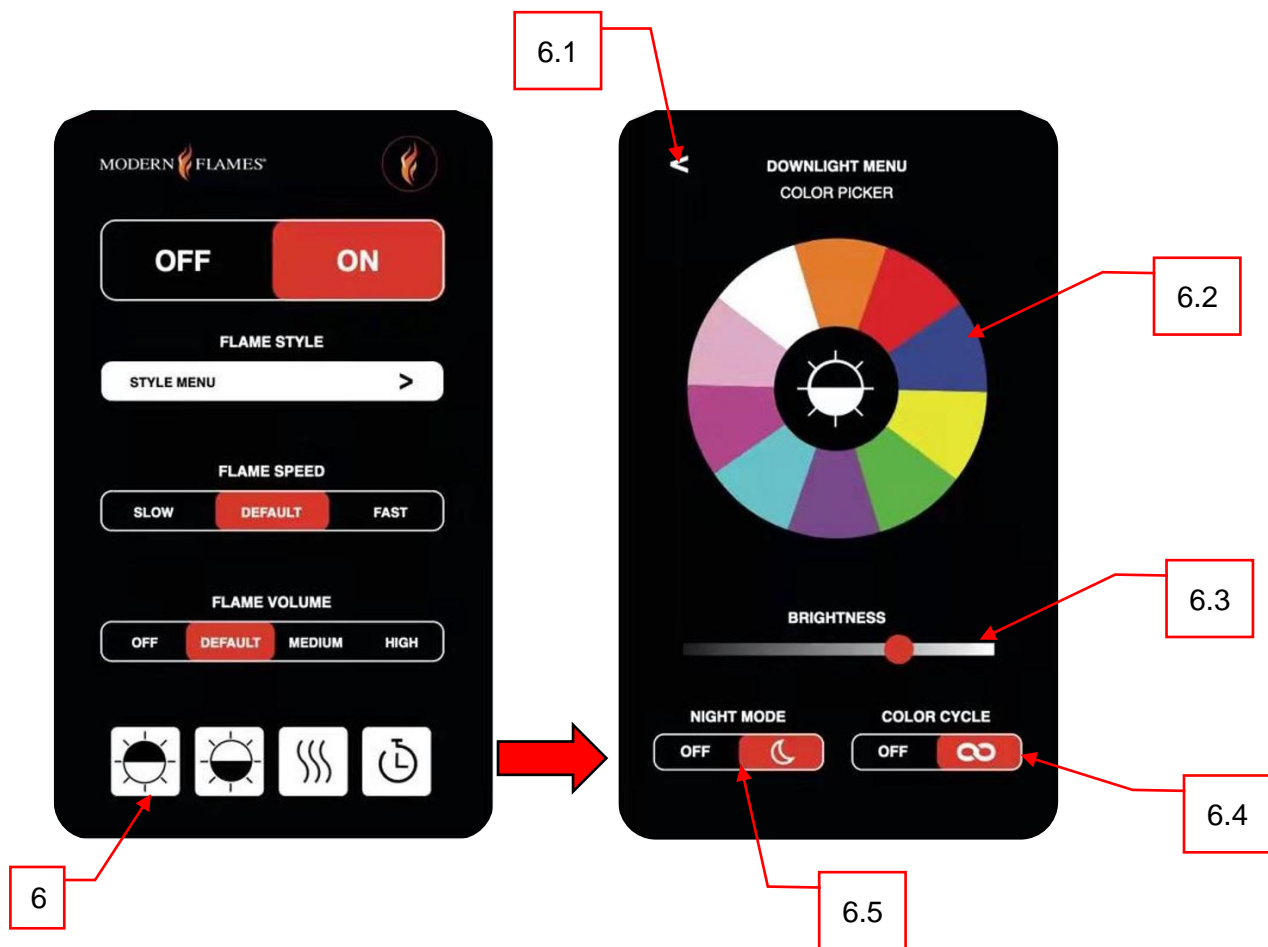 6.1
MODERN FLAMES®
OFF ON
FLAME STYLE
STYLE MENU >
FLAME SPEED
SLOW DEFAULT FAST
FLAME VOLUME
OFF DEFAULT MEDIUM HIGH
6
<
DOWNLIGHT MENU
COLOR PICKER
6.2
BRIGHTNESS
6.3
NIGHT MODE COLOR CYCLE
OFF OFF
6.4
6.5